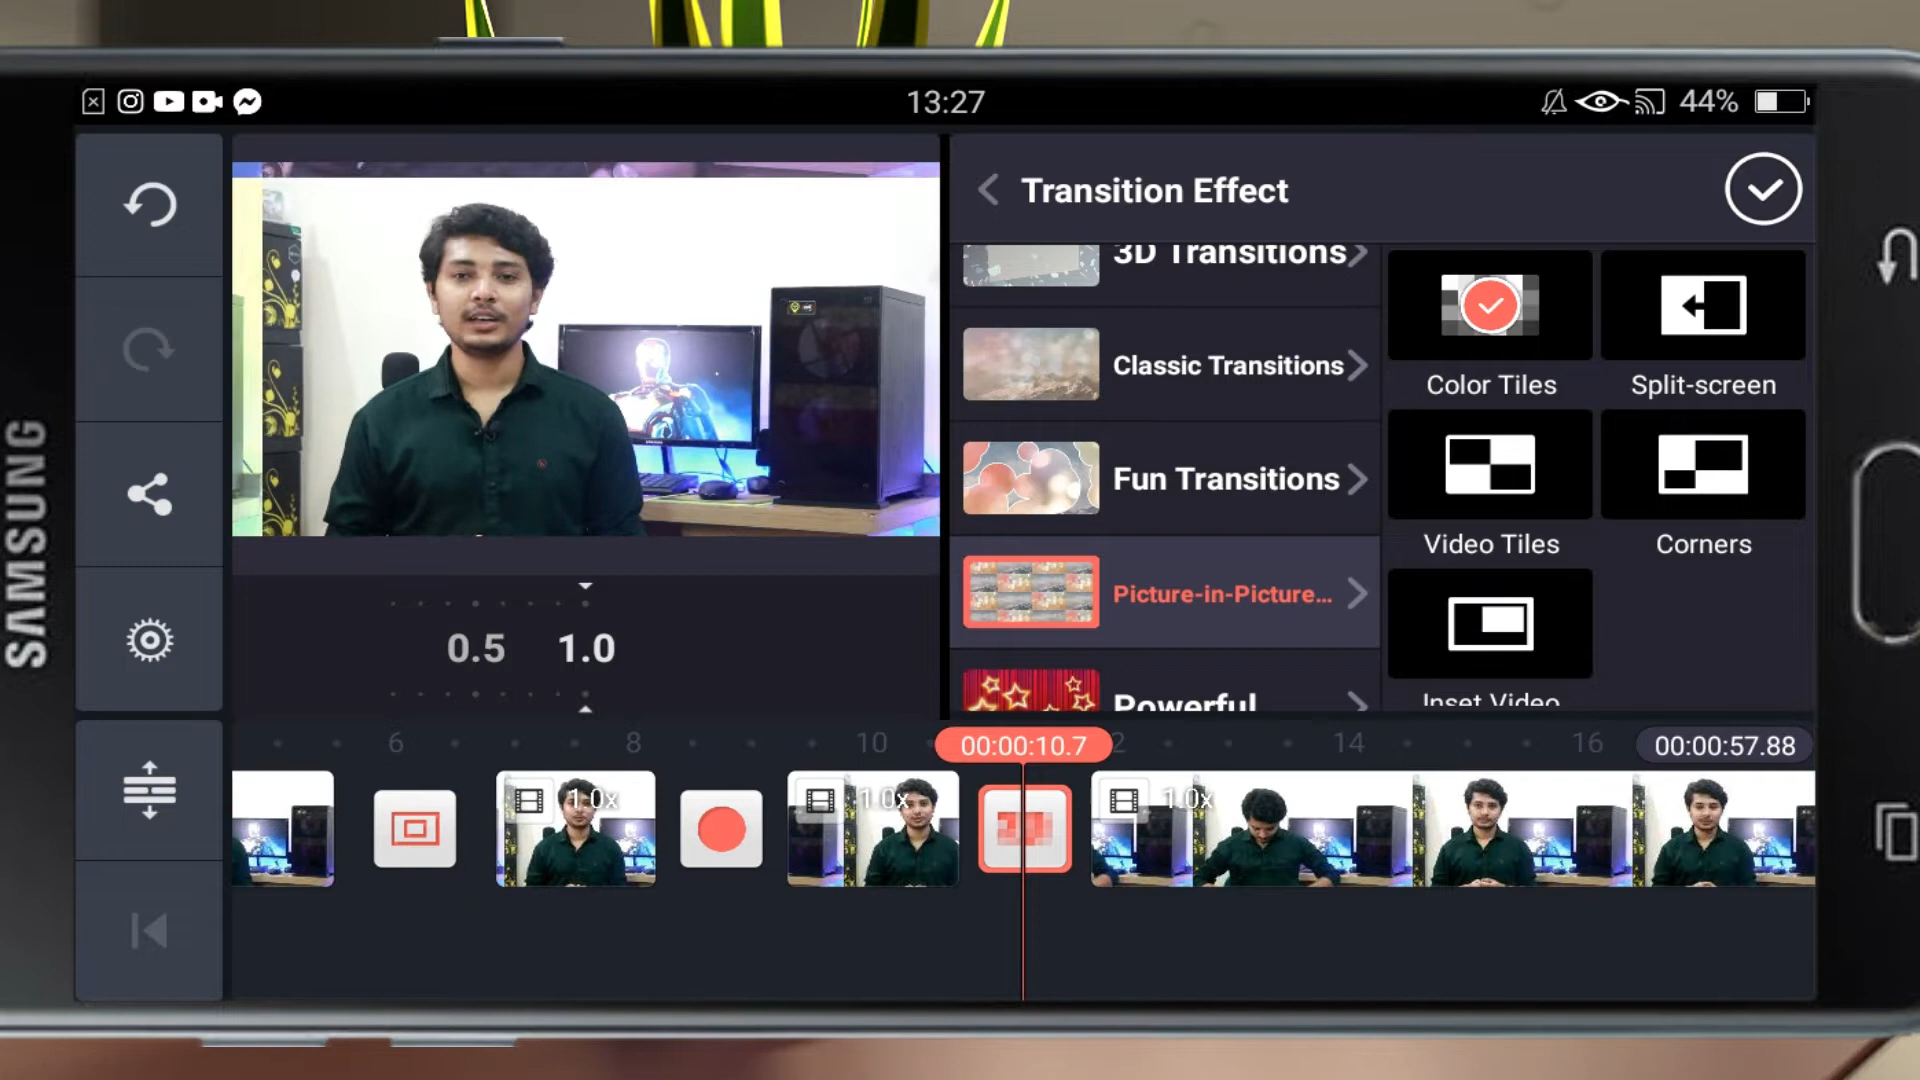 13:27
44%
SAMSUNG
Transition Effect
3D Transitions
Classic Transitions
Fun Transitions
Picture-in-Picture...
Powerful
Color Tiles
Split-screen
Video Tiles
Corners
Inset Video
0.5 1.0
6 8 10 00:00:10.7 2 14 16 00:00:57.88
1.0x 1.0x 1.0x